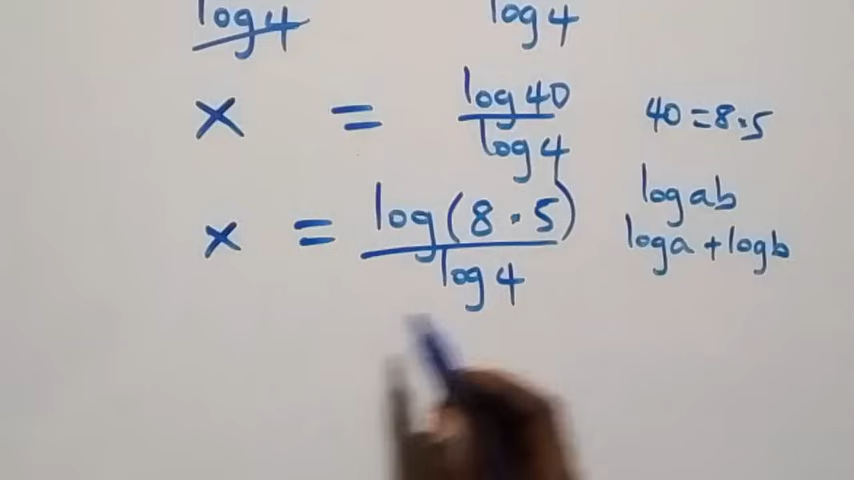 log4 log4
x = log40 / log4 40 = 8·5
x = log(8·5) / log4 logab
loga + logb